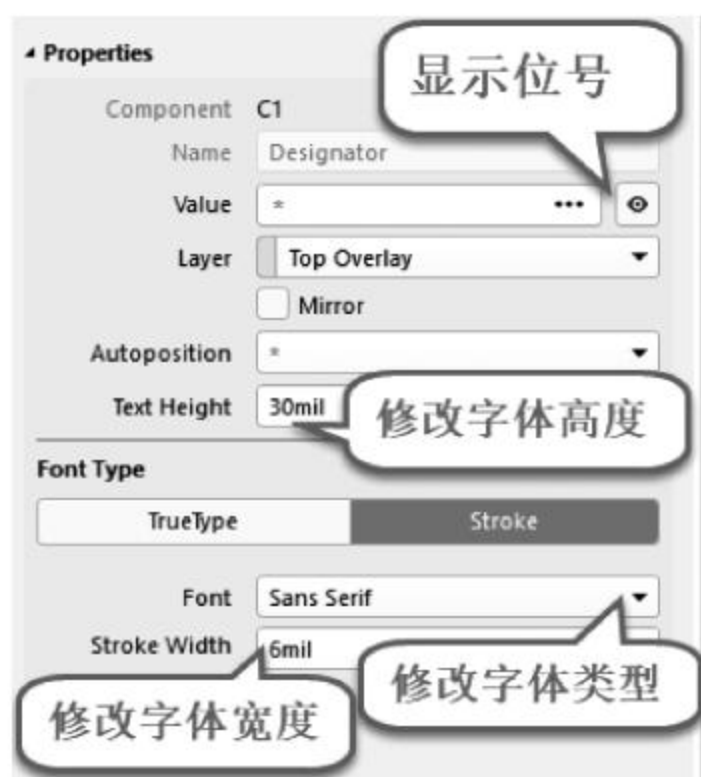 Properties
显示位号
Component C1
Name Designator
Value * •••
Layer Top Overlay
Mirror
Autoposition *
Text Height 30mil
修改字体高度
Font Type
TrueType Stroke
Font Sans Serif
Stroke Width 6mil
修改字体类型
修改字体宽度